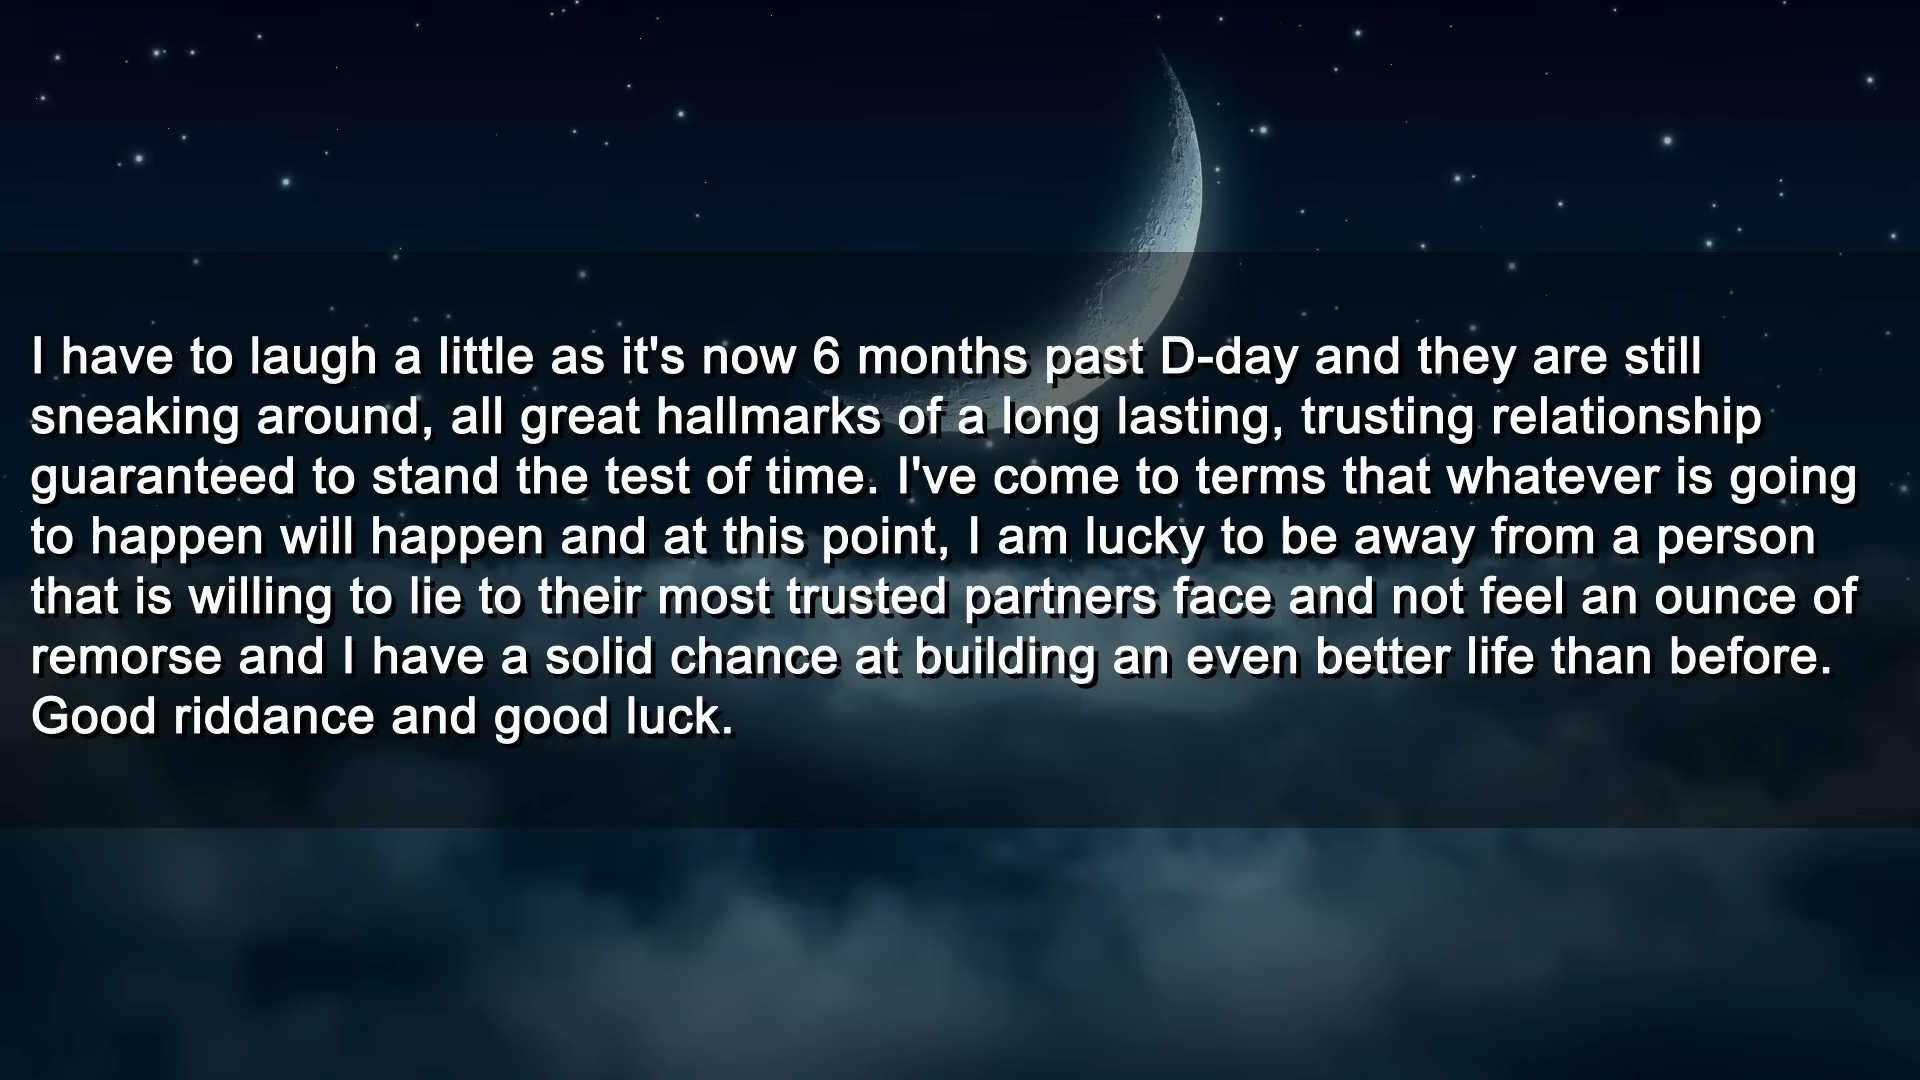 I have to laugh a little as it's now 6 months past D-day and they are still
sneaking around, all great hallmarks of a long lasting, trusting relationship
guaranteed to stand the test of time. I've come to terms that whatever is going
to happen will happen and at this point, I am lucky to be away from a person
that is willing to lie to their most trusted partners face and not feel an ounce of
remorse and I have a solid chance at building an even better life than before.
Good riddance and good luck.